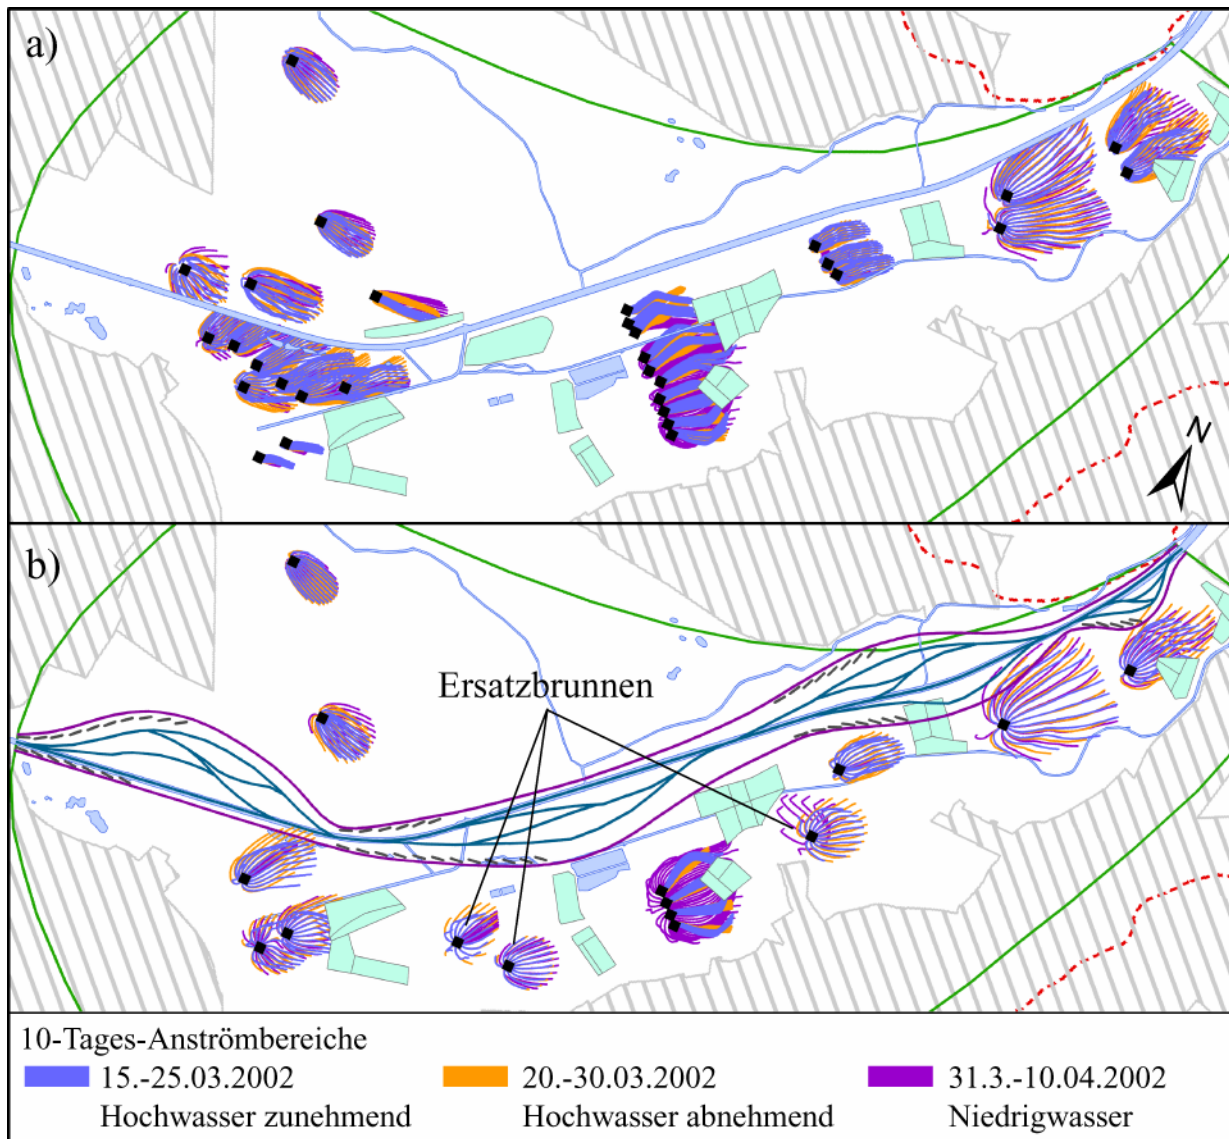 a)
N
b)
Ersatzbrunnen
10-Tages-Anströmbereiche
15.-25.03.2002 20.-30.03.2002 31.3.-10.04.2002
Hochwasser zunehmend Hochwasser abnehmend Niedrigwasser